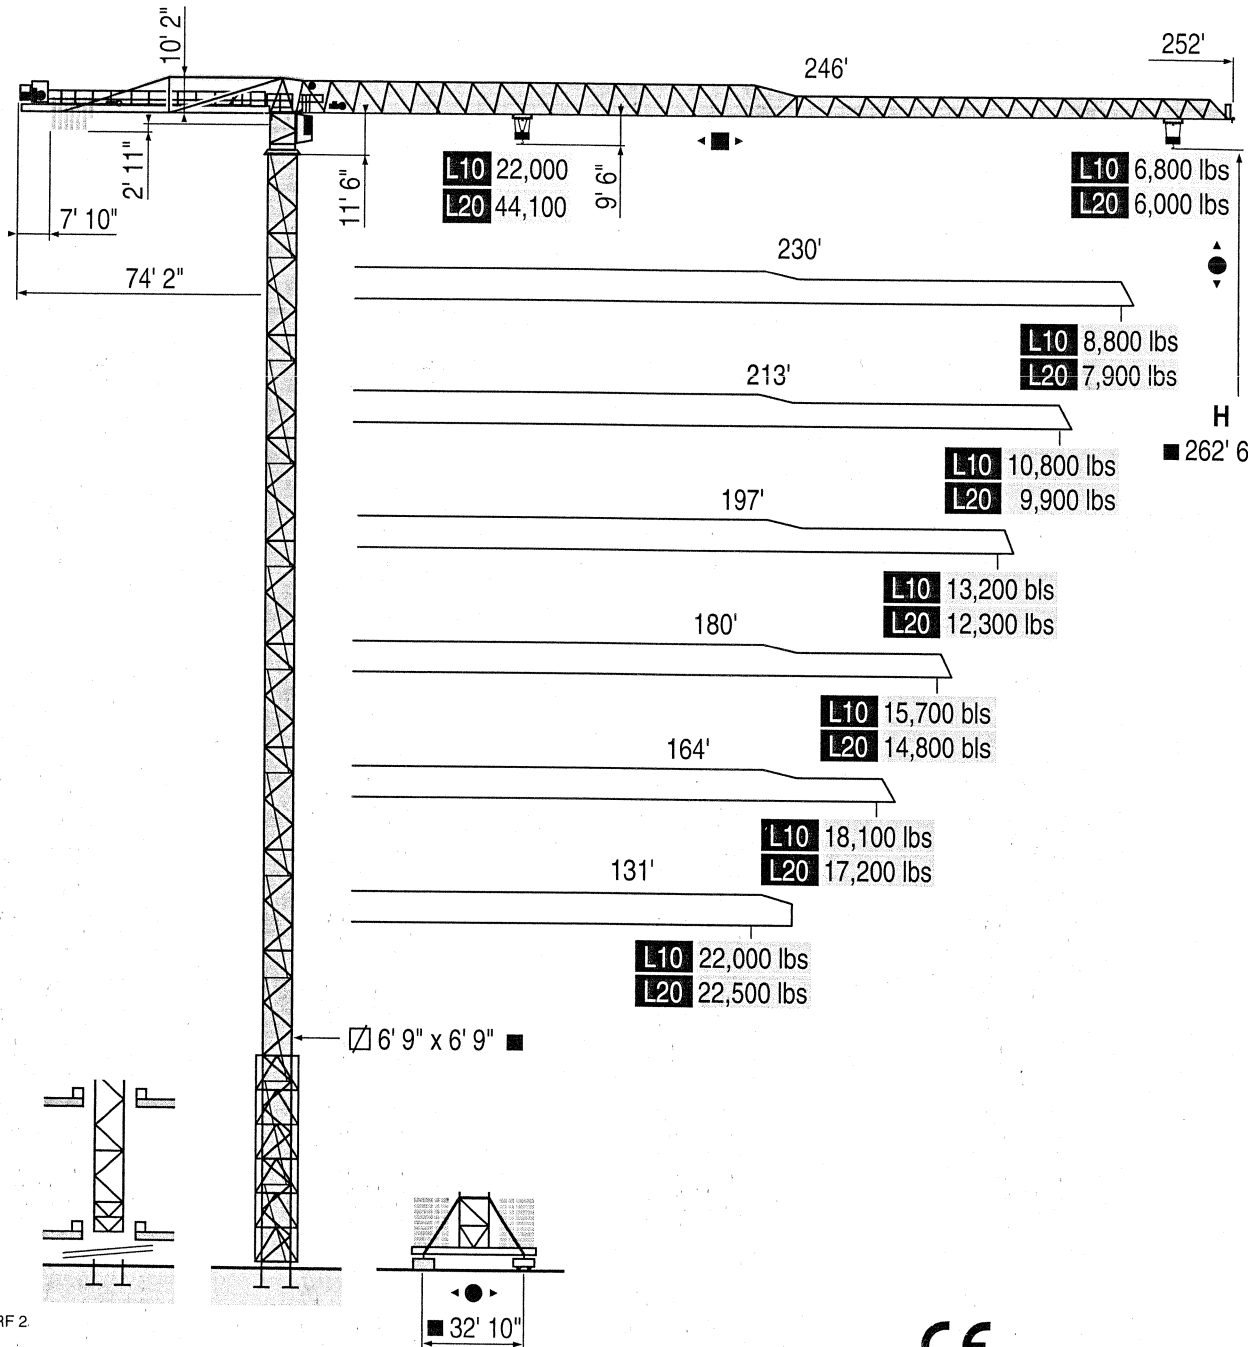 10' 2"
252'
246'
2' 11"
11' 6"
9' 6"
L10 22,000
L20 44,100
L10 6,800 lbs
L20 6,000 lbs
7' 10"
74' 2"
230'
L10 8,800 lbs
L20 7,900 lbs
213'
H
262' 6
L10 10,800 lbs
L20 9,900 lbs
197'
L10 13,200 bls
L20 12,300 lbs
180'
L10 15,700 bls
L20 14,800 bls
164'
L10 18,100 lbs
L20 17,200 lbs
131'
L10 22,000 lbs
L20 22,500 lbs
6' 9" x 6' 9"
32' 10"
RF 2
CE